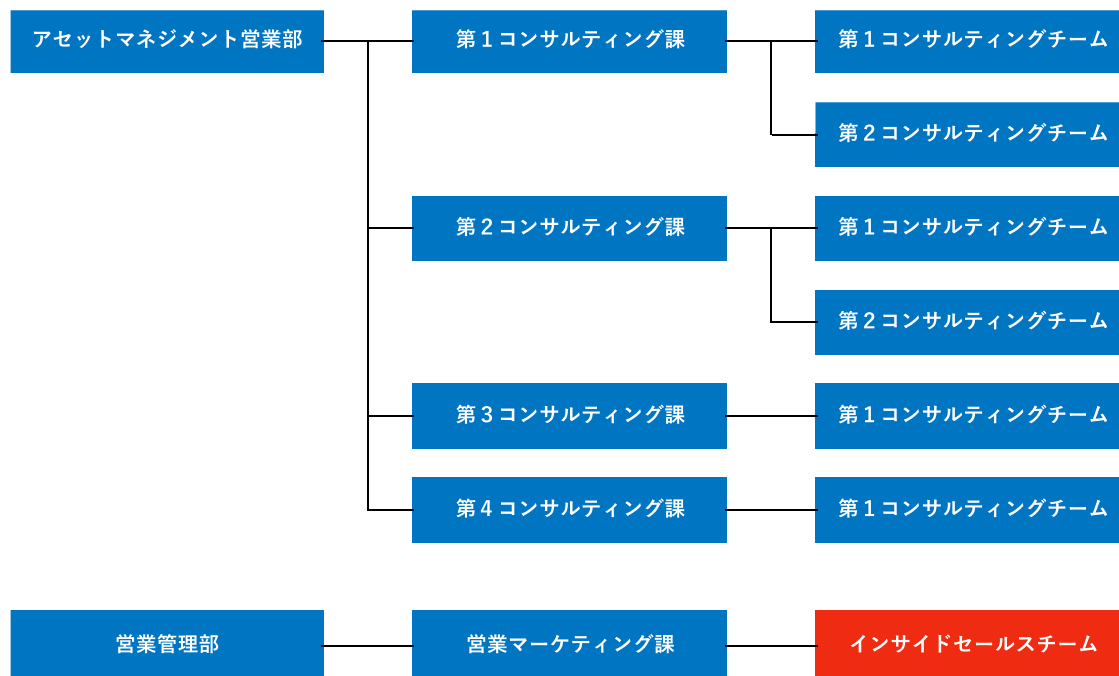 アセットマネジメント営業部
第1コンサルティング課
第1コンサルティングチーム
第2コンサルティングチーム
第2コンサルティング課
第1コンサルティングチーム
第2コンサルティングチーム
第3コンサルティング課
第1コンサルティングチーム
第4コンサルティング課
第1コンサルティングチーム
営業管理部
営業マーケティング課
インサイドセールスチーム